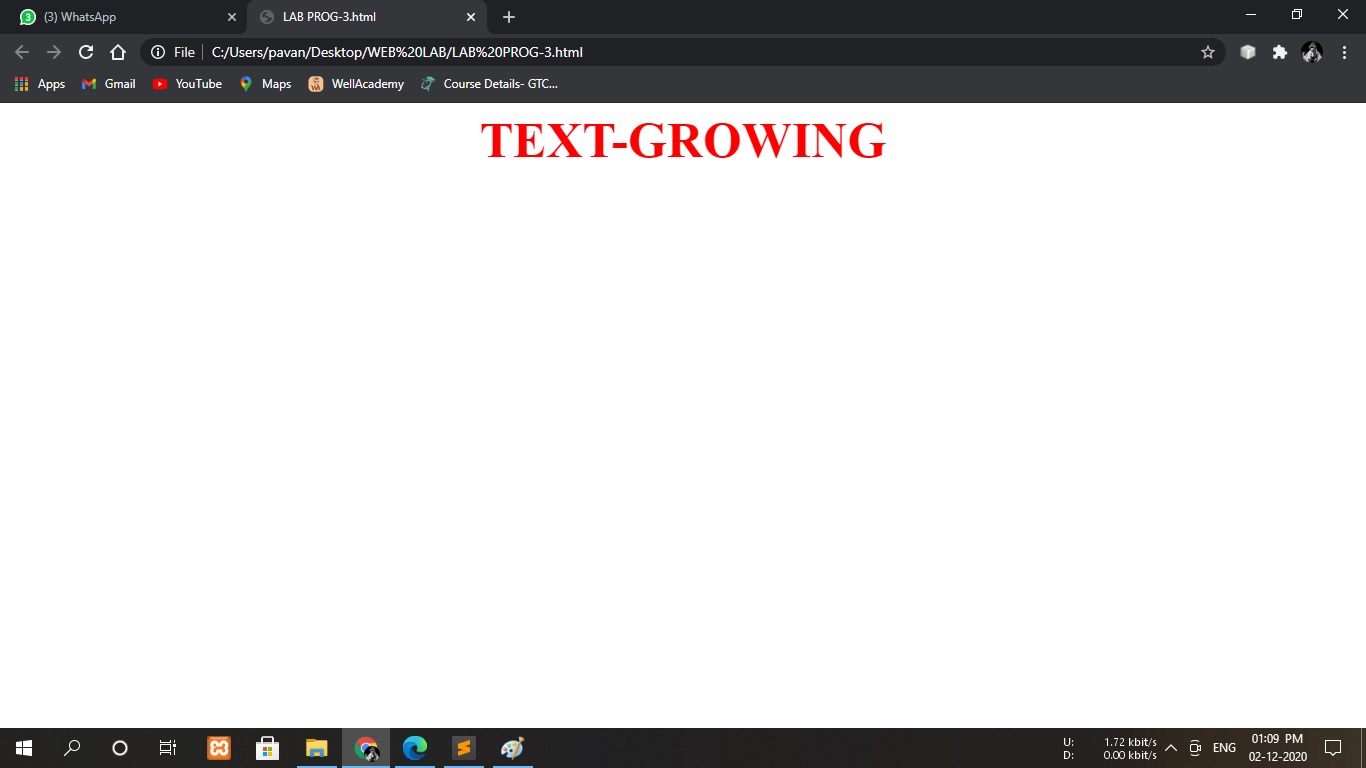 3 (3) WhatsApp LAB PROG-3.html
File C:/Users/pavan/Desktop/WEB%20LAB/LAB%20PROG-3.html
Apps Gmail YouTube Maps WellAcademy Course Details- GTC...
TEXT-GROWING
U: 1.72 kbit/s
D: 0.00 kbit/s
ENG
01:09 PM
02-12-2020